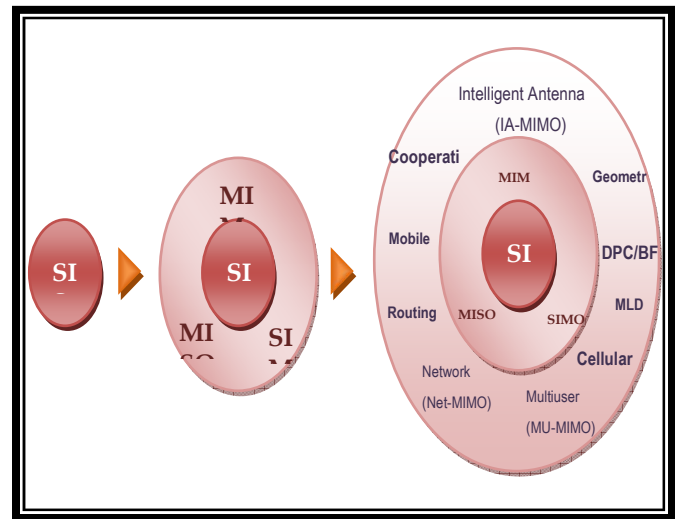 SI
MI
SI
MI
SI
Intelligent Antenna
(IA-MIMO)
Cooperati
MIM
Geometr
Mobile
SI
DPC/BF
Routing
MISO
SIMO
MLD
Cellular
Network
(Net-MIMO)
Multiuser
(MU-MIMO)